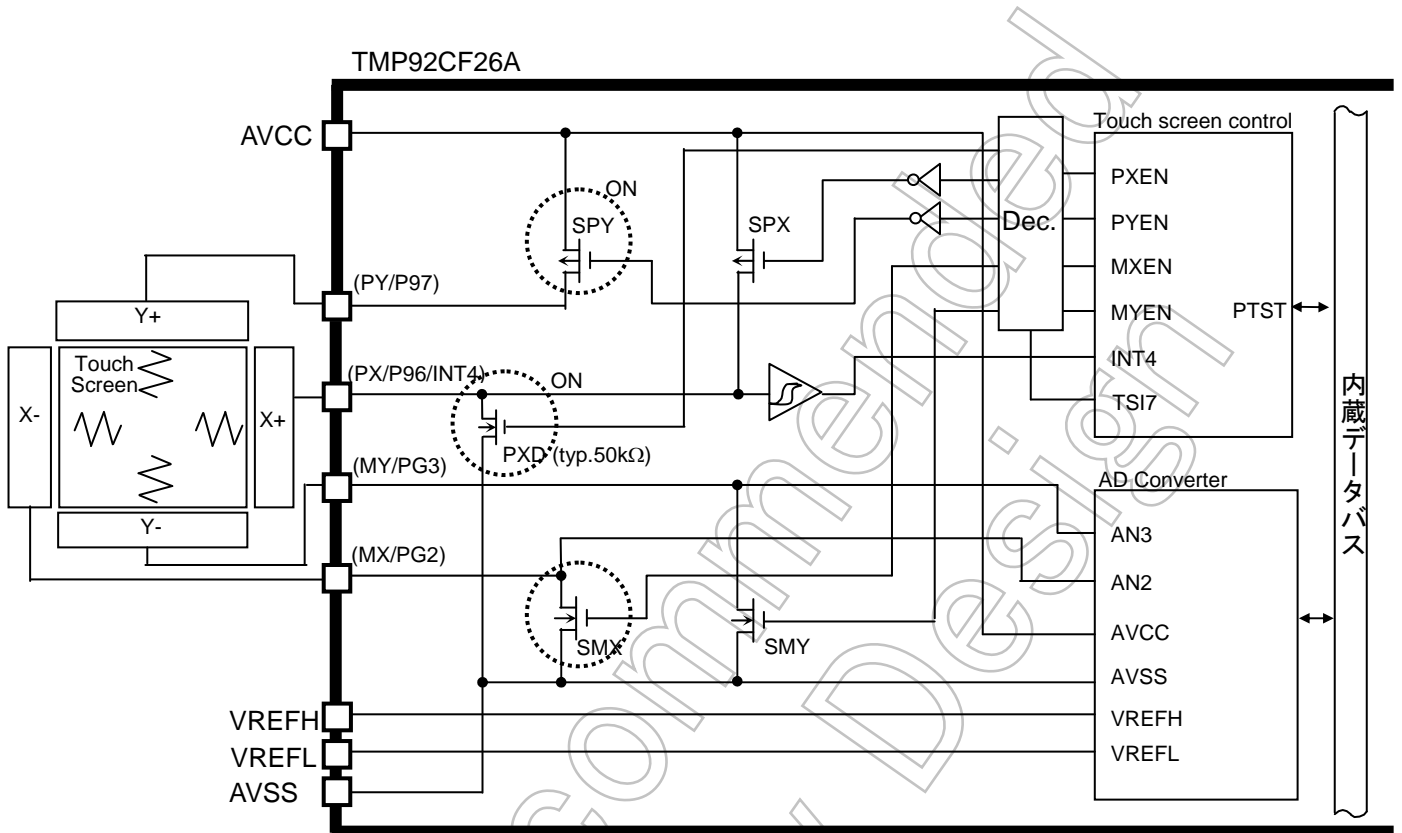 TMP92CF26A
AVCC
Touch screen control
ON
SPY
SPX
Dec.
PXEN
PYEN
MXEN
MYEN
PTST
INT4
TSI7
(PY/P97)
Y+
Touch
Screen
X-
X+
Y-
(PX/P96/INT4)
ON
PXD (typ.50kΩ)
(MY/PG3)
(MX/PG2)
SMX
SMY
AD Converter
AN3
AN2
AVCC
AVSS
VREFH
VREFL
内蔵データバス
VREFH
VREFL
AVSS
commended
Design